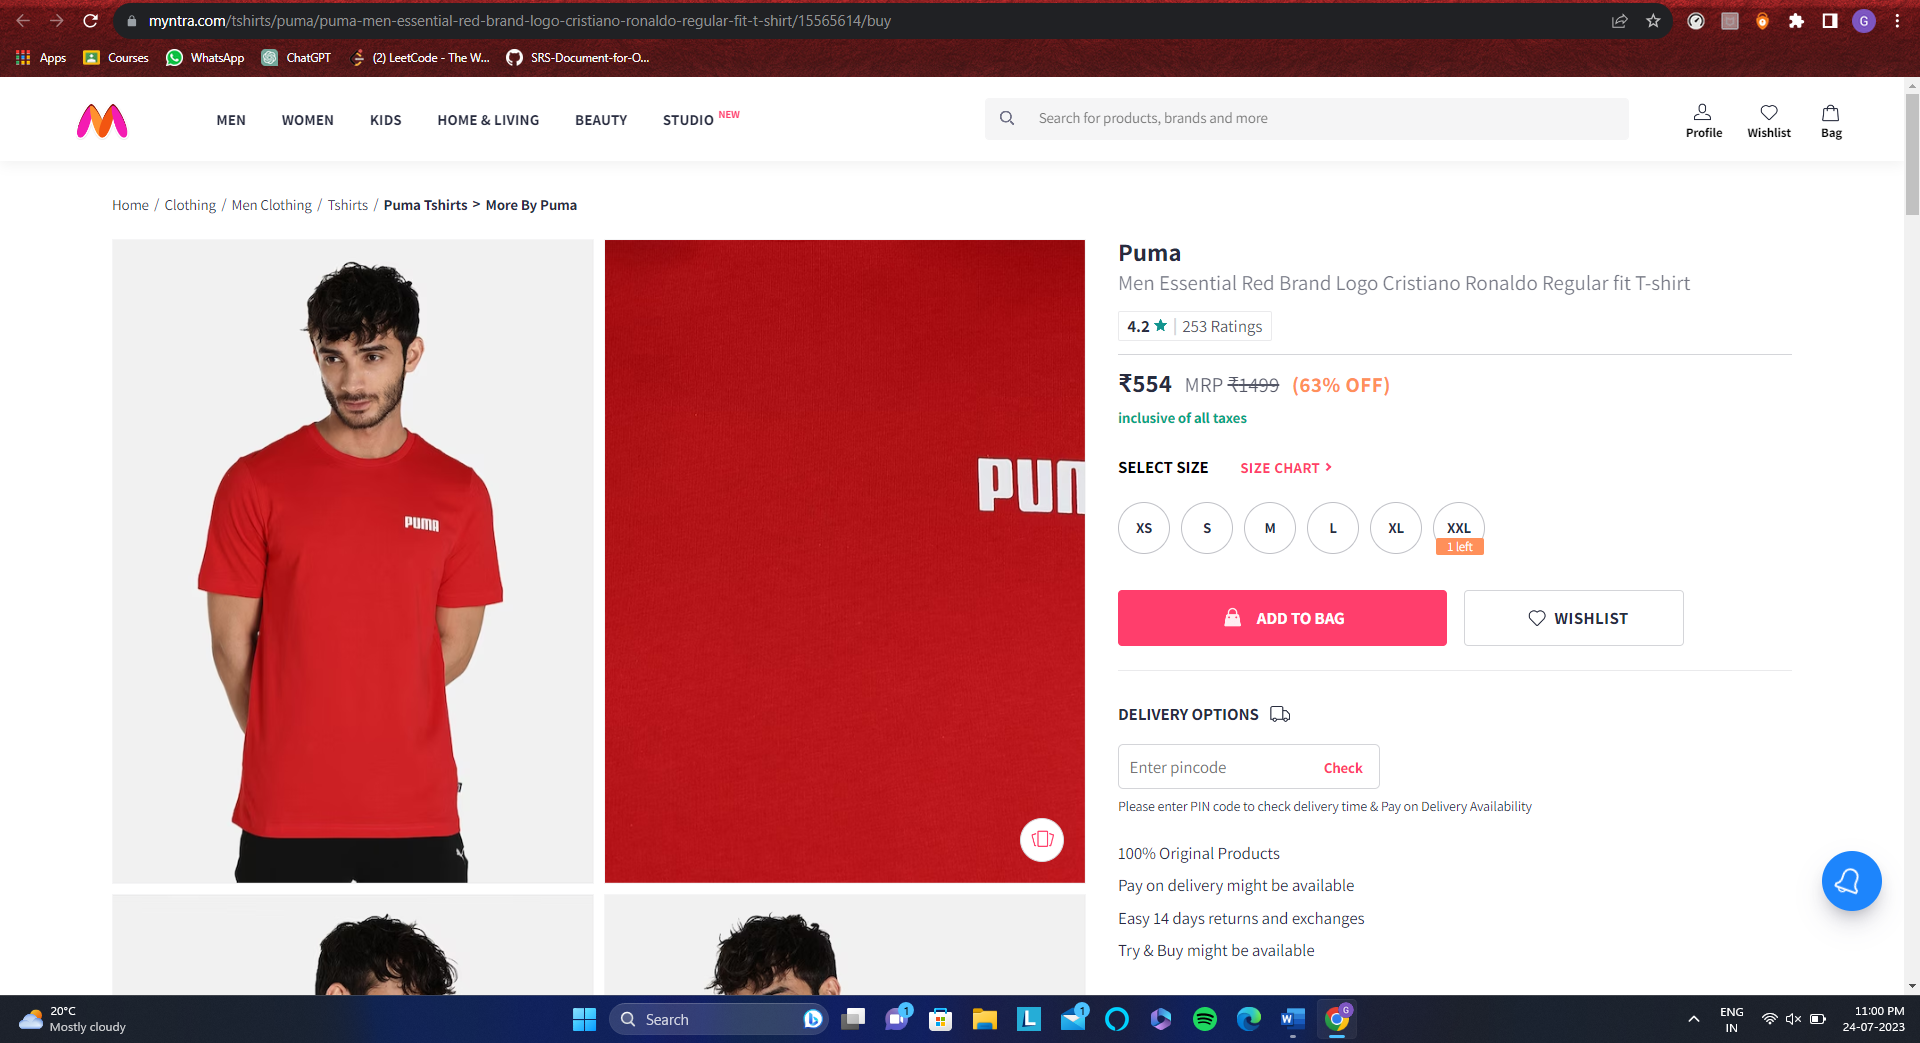 myntra.com/tshirts/puma/puma-men-essential-red-brand-logo-cristiano-ronaldo-regular-fit-t-shirt/15565614/buy
G
Apps Courses WhatsApp ChatGPT (2) LeetCode - The W... SRS-Document-for-O...
MEN WOMEN KIDS HOME & LIVING BEAUTY STUDIO NEW
Search for products, brands and more
Profile Wishlist Bag
Home / Clothing / Men Clothing / Tshirts / Puma Tshirts > More By Puma
PUMA
PUM
Puma
Men Essential Red Brand Logo Cristiano Ronaldo Regular fit T-shirt
4.2 ★ | 253 Ratings
₹554 MRP ₹1499 (63% OFF)
inclusive of all taxes
SELECT SIZE SIZE CHART >
XS S M L XL XXL
1 left
ADD TO BAG WISHLIST
DELIVERY OPTIONS
Enter pincode Check
Please enter PIN code to check delivery time & Pay on Delivery Availability
100% Original Products
Pay on delivery might be available
Easy 14 days returns and exchanges
Try & Buy might be available
20°C
Mostly cloudy
Search
1
L
1
W
G
ENG
IN
11:00 PM
24-07-2023